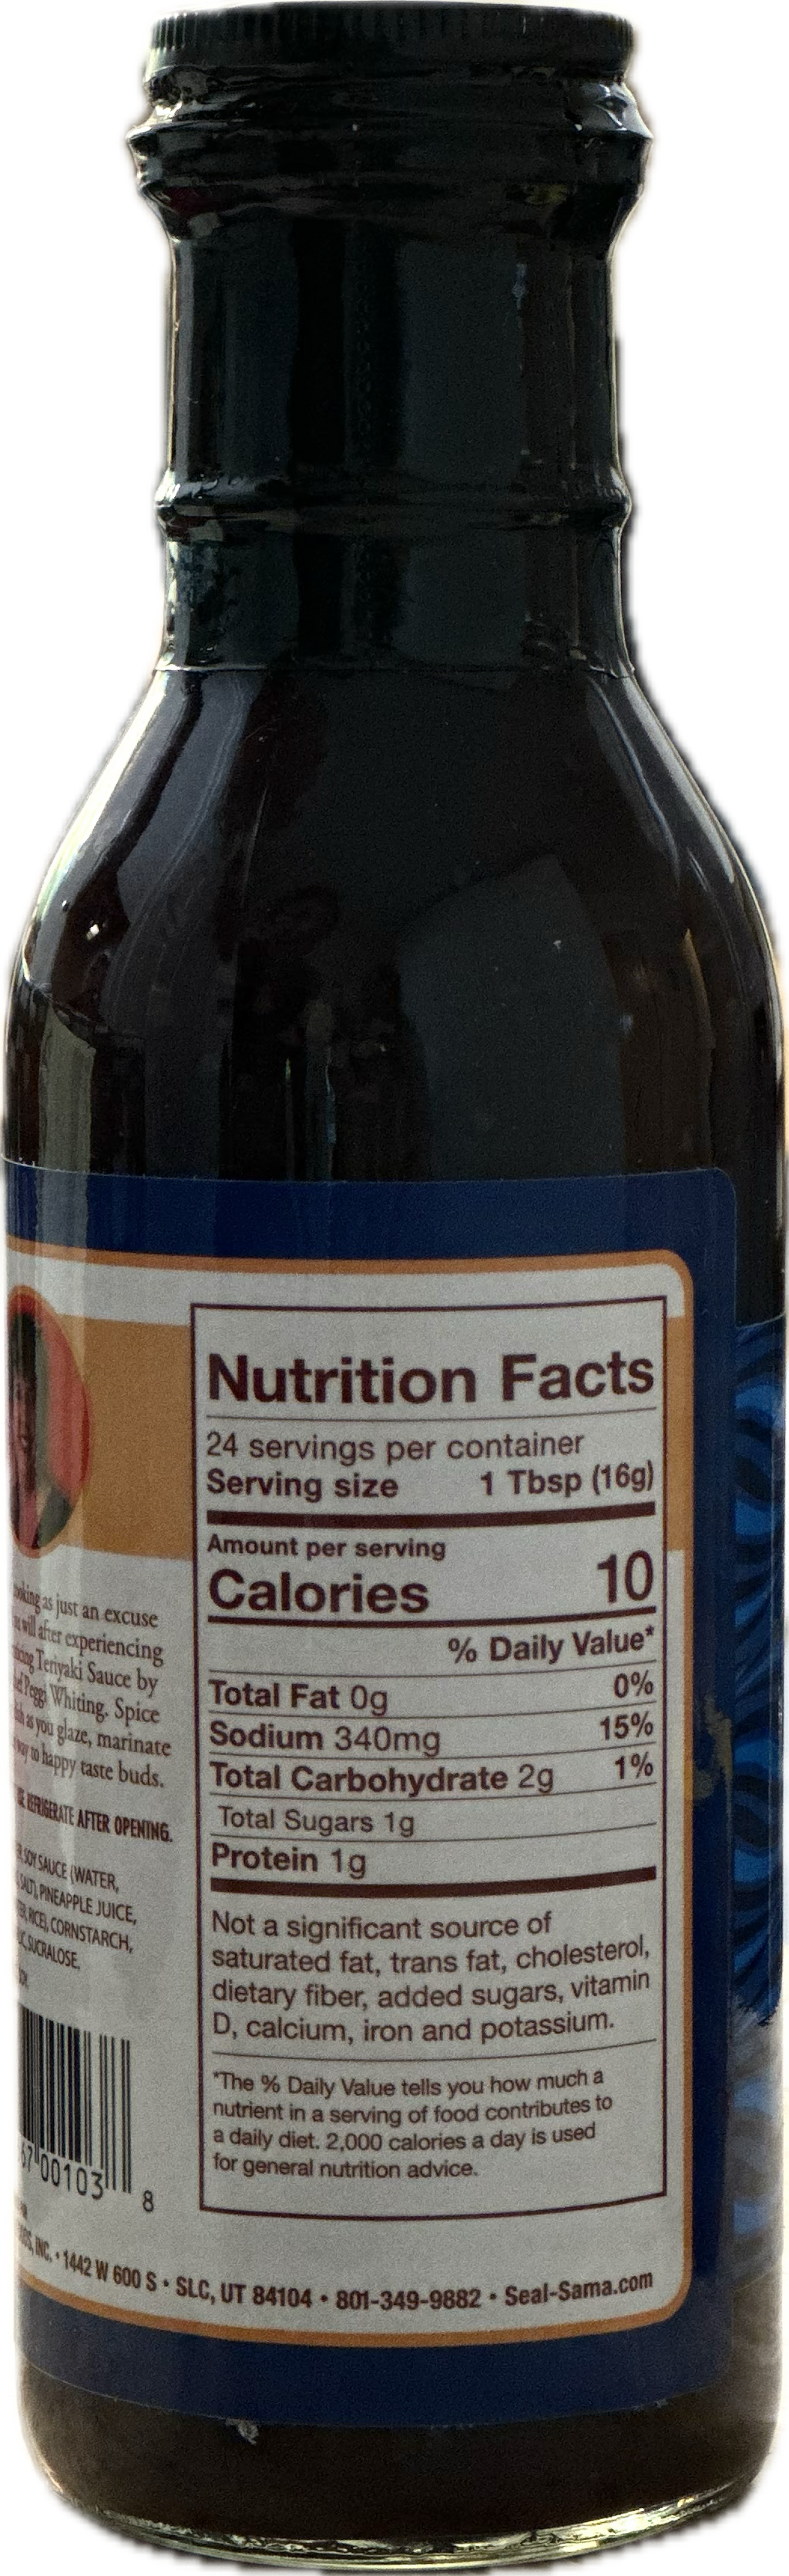 as just an excuse
will after experiencing
Teriyaki Sauce by
Peggi Whiting. Spice
as you glaze, marinate
way to happy taste buds.
REFRIGERATE AFTER OPENING.
SOY SAUCE (WATER,
SALT), PINEAPPLE JUICE,
RICE), CORNSTARCH,
SUCRALOSE.
67 00103 8
INC. • 1442 W 600 S • SLC, UT 84104 • 801-349-9882 • Seal-Sama.com
Nutrition Facts
24 servings per container
Serving size 1 Tbsp (16g)
Amount per serving
Calories 10
% Daily Value*
Total Fat 0g 0%
Sodium 340mg 15%
Total Carbohydrate 2g 1%
Total Sugars 1g
Protein 1g
Not a significant source of
saturated fat, trans fat, cholesterol,
dietary fiber, added sugars, vitamin
D, calcium, iron and potassium.
*The % Daily Value tells you how much a
nutrient in a serving of food contributes to
a daily diet. 2,000 calories a day is used
for general nutrition advice.